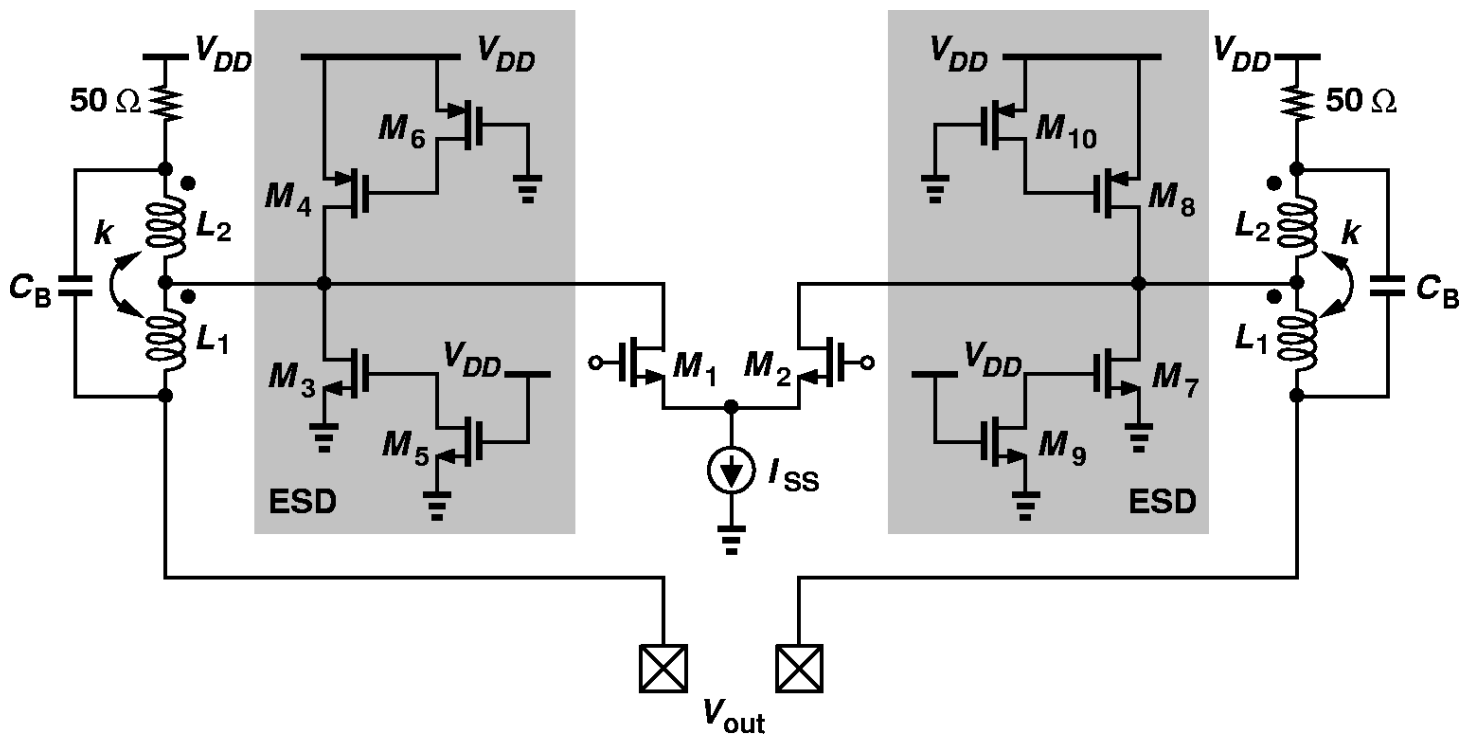 V_DD
V_DD
V_DD
V_DD
50 Ω
M_6
M_10
50 Ω
M_4
M_8
k
L_2
L_2
k
C_B
C_B
L_1
L_1
M_3
V_DD
M_1
M_2
V_DD
M_7
M_5
M_9
I_SS
ESD
ESD
V_out